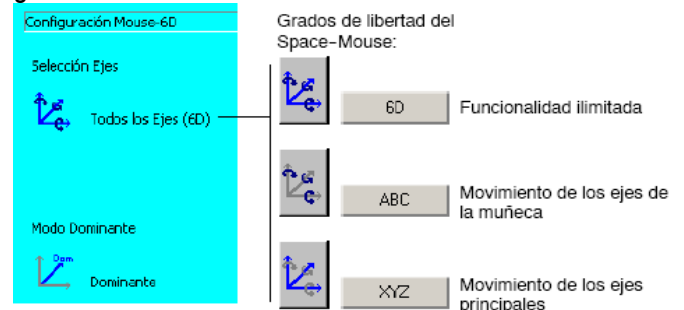 Configuración Mouse-6D
Selección Ejes
Todos los Ejes (6D)
Modo Dominante
Dom
Dominante
Grados de libertad del
Space-Mouse:
6D
Funcionalidad ilimitada
ABC
Movimiento de los ejes de
la muñeca
XYZ
Movimiento de los ejes
principales